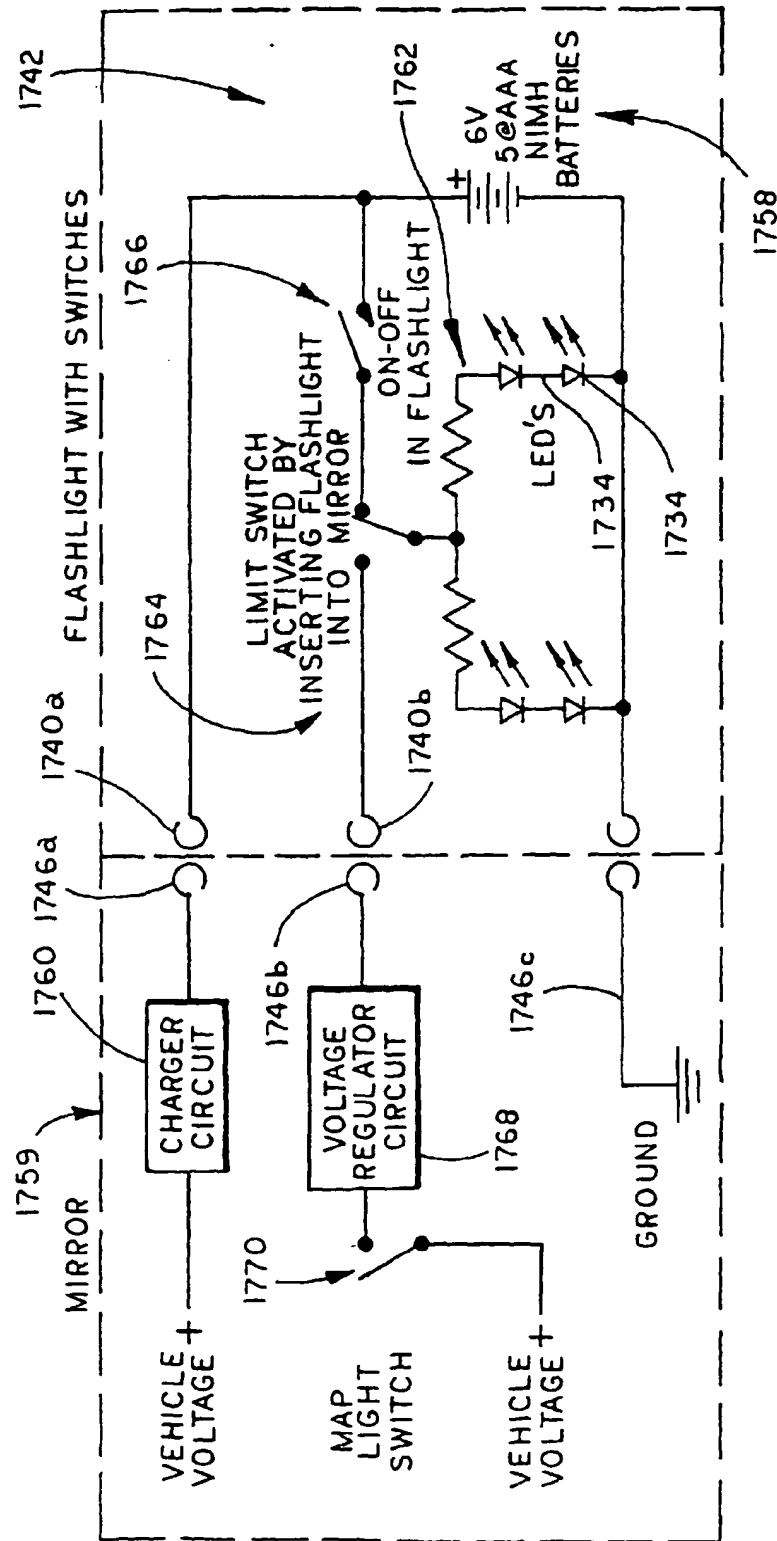 FLASHLIGHT WITH SWITCHES
1742
1766
1764
LIMIT SWITCH
ACTIVATED BY
INSERTING FLASHLIGHT
INTO MIRROR
ON-OFF
IN FLASHLIGHT
1762
+
6V
5@AAA
NIMH
BATTERIES
1758
LED'S
1734
1734
1740a
1740b
1746a
1760
1759
MIRROR
CHARGER
CIRCUIT
VEHICLE
VOLTAGE +
1746b
VOLTAGE
REGULATOR
CIRCUIT
1768
1770
MAP
LIGHT
SWITCH
VEHICLE
VOLTAGE +
1746c
GROUND